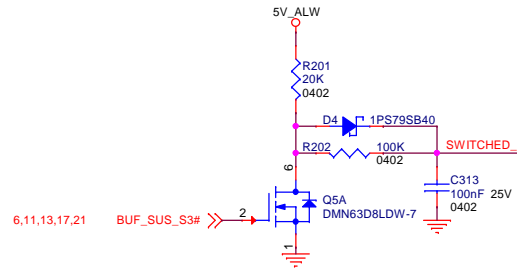 5V_ALW
R201
20K
0402
D4 1PS79SB40
R202 100K
0402
SWITCHED_
6
C313
100nF 25V
0402
Q5A
DMN63D8LDW-7
6,11,13,17,21 BUF_SUS_S3# 2
1